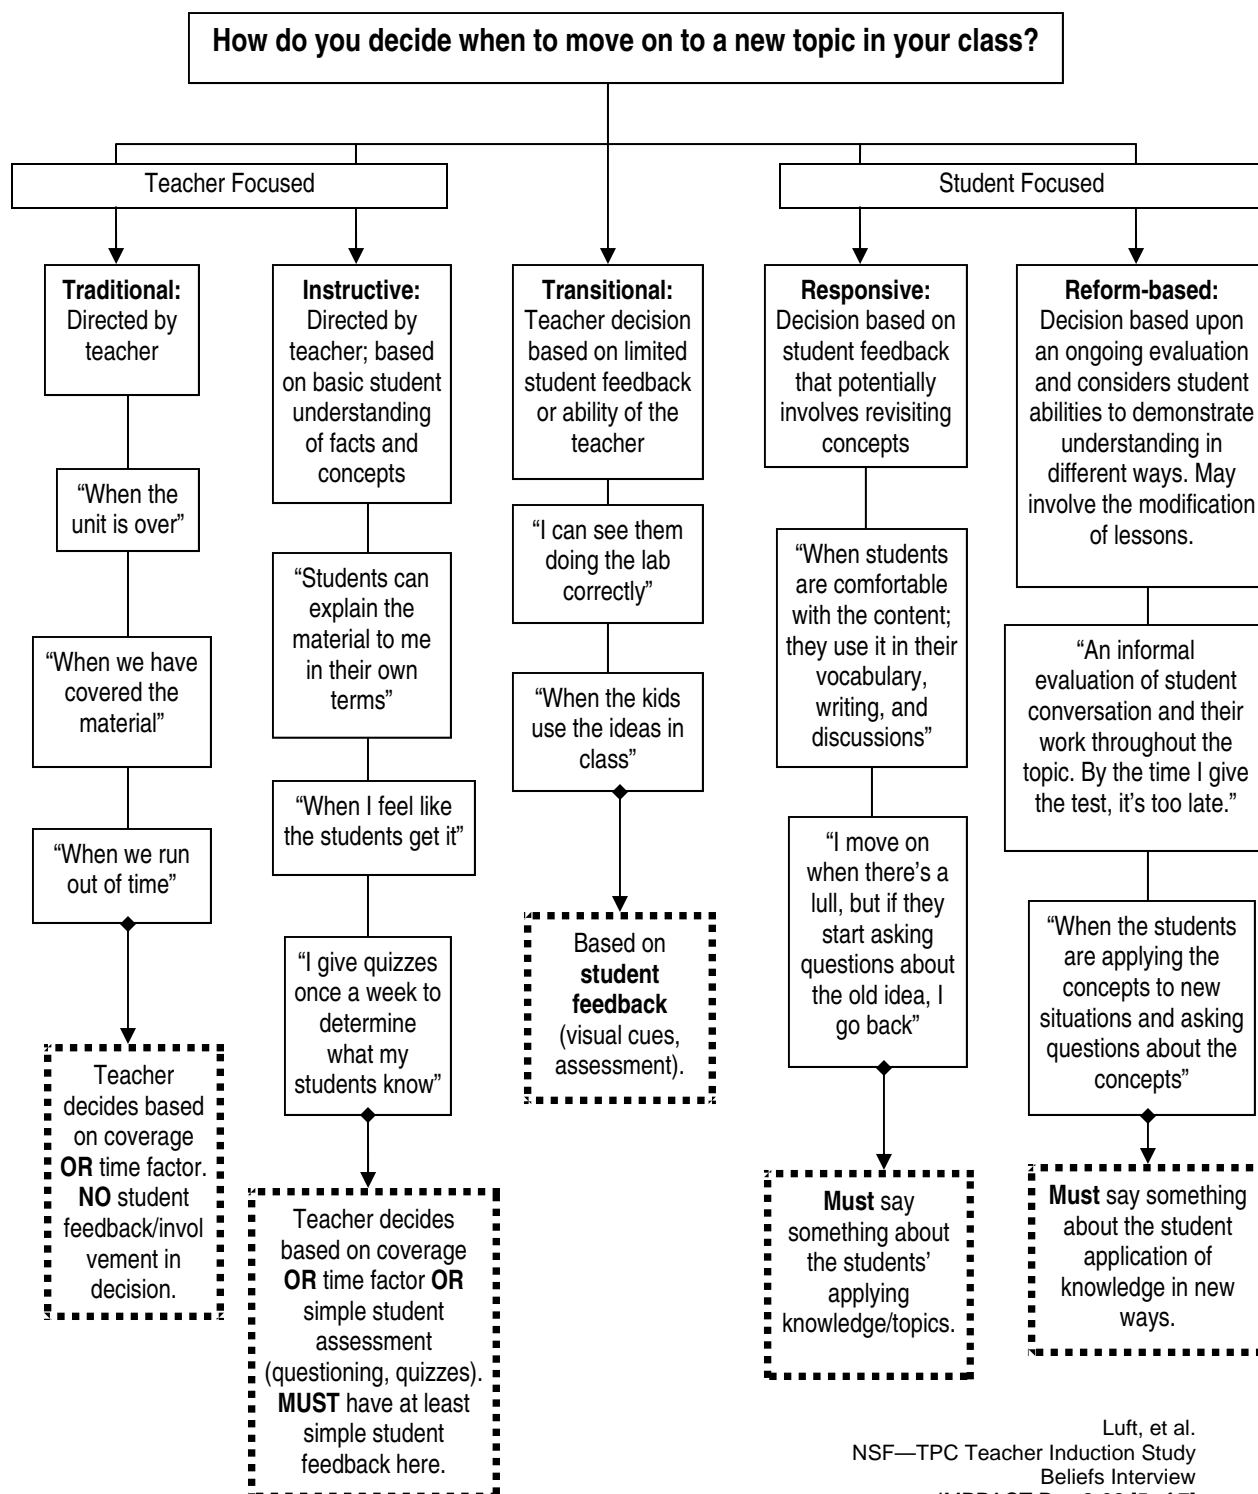 How do you decide when to move on to a new topic in your class?
Teacher Focused
Student Focused
Traditional:
Directed by
teacher
“When the
unit is over”
“When we have
covered the
material”
“When we run
out of time”
Teacher
decides based
on coverage
OR time factor.
NO student
feedback/invol
vement in
decision.
Instructive:
Directed by
teacher; based
on basic student
understanding
of facts and
concepts
“Students can
explain the
material to me
in their own
terms”
“When I feel like
the students get it”
“I give quizzes
once a week to
determine
what my
students know”
Teacher decides
based on coverage
OR time factor OR
simple student
assessment
(questioning, quizzes).
MUST have at least
simple student
feedback here.
Transitional:
Teacher decision
based on limited
student feedback
or ability of the
teacher
“I can see them
doing the lab
correctly”
“When the kids
use the ideas in
class”
Based on
student
feedback
(visual cues,
assessment).
Responsive:
Decision based on
student feedback
that potentially
involves revisiting
concepts
“When students
are comfortable
with the content;
they use it in their
vocabulary,
writing, and
discussions”
“I move on
when there’s a
lull, but if they
start asking
questions about
the old idea, I
go back”
Must say
something about
the students’
applying
knowledge/topics.
Reform-based:
Decision based upon
an ongoing evaluation
and considers student
abilities to demonstrate
understanding in
different ways. May
involve the modification
of lessons.
“An informal
evaluation of student
conversation and their
work throughout the
topic. By the time I give
the test, it’s too late.”
“When the students
are applying the
concepts to new
situations and asking
questions about the
concepts”
Must say something
about the student
application of
knowledge in new
ways.
Luft, et al.
NSF—TPC Teacher Induction Study
Beliefs Interview